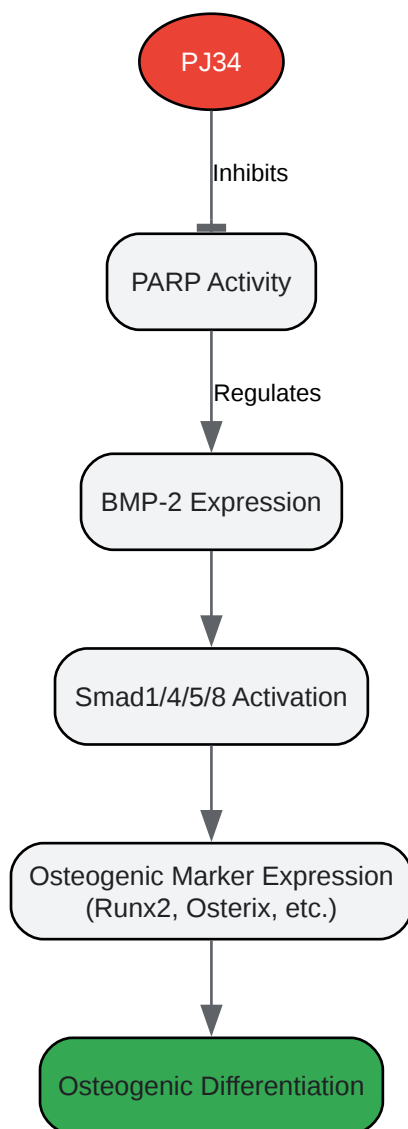 PJ34
Inhibits
PARP Activity
Regulates
BMP-2 Expression
Smad1/4/5/8 Activation
Osteogenic Marker Expression
(Runx2, Osterix, etc.)
Osteogenic Differentiation